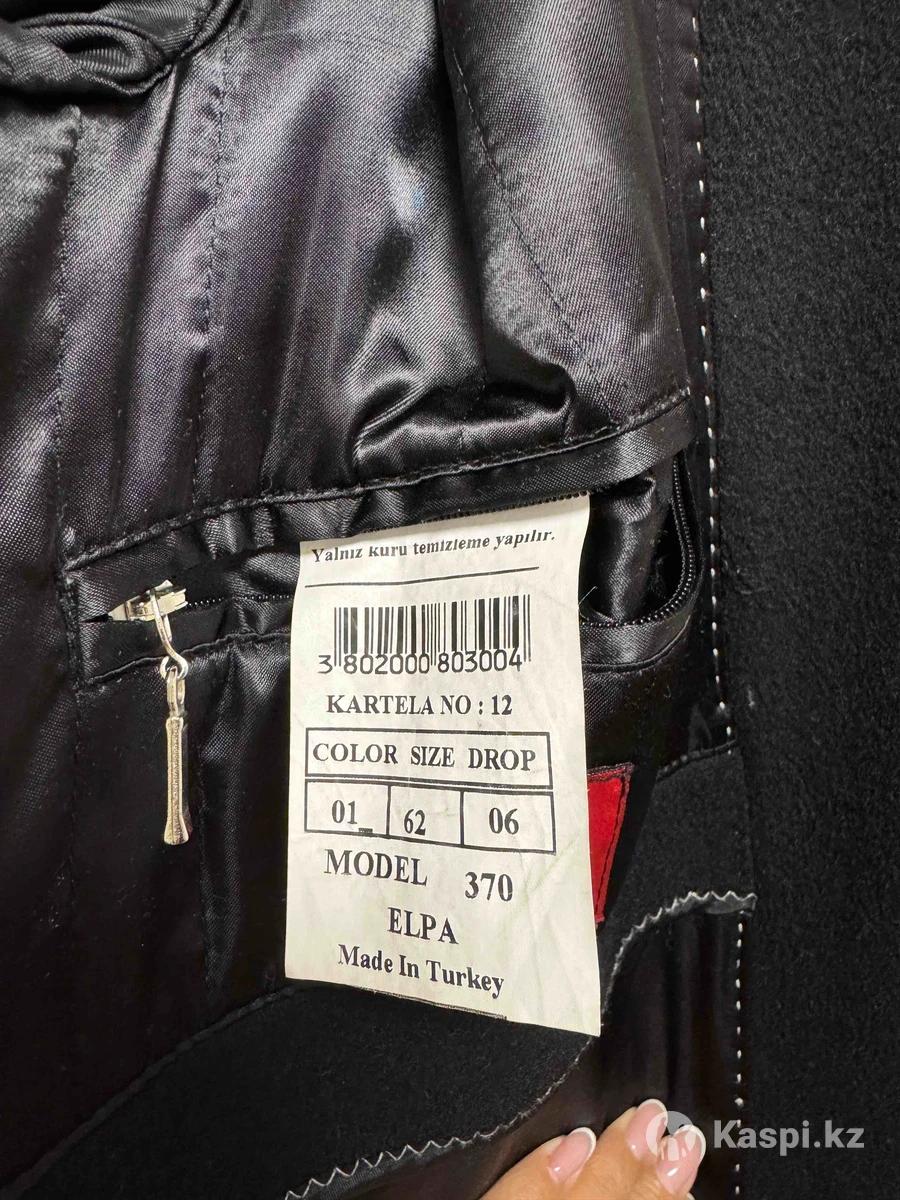 Yalnız kuru temizleme yapılır.
3 802000 803004
KARTELA NO : 12
COLOR SIZE DROP
01 62 06
MODEL 370
ELPA
Made In Turkey
Kaspi.kz